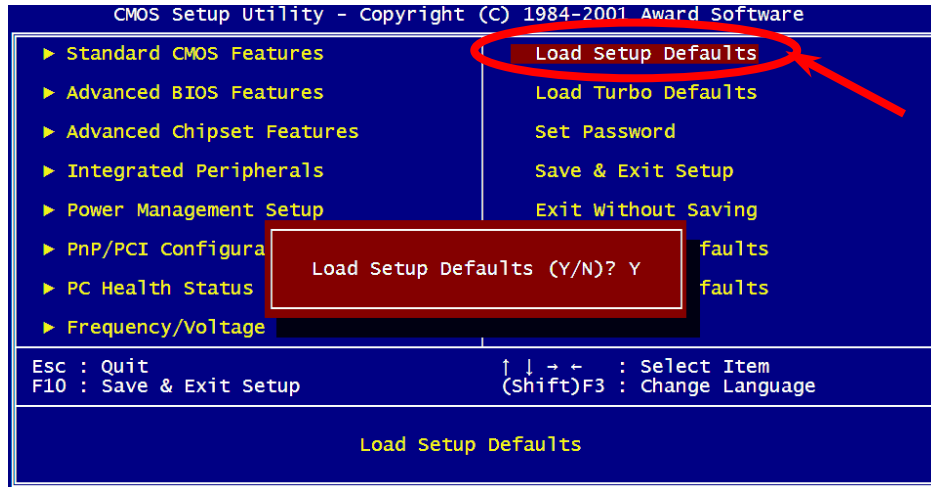 CMOS Setup Utility - Copyright (C) 1984-2001 Award Software
► Standard CMOS Features
► Advanced BIOS Features
► Advanced Chipset Features
► Integrated Peripherals
► Power Management Setup
► PnP/PCI Configura
► PC Health Status
► Frequency/Voltage
Load Setup Defaults
Load Turbo Defaults
Set Password
Save & Exit Setup
Exit Without Saving
faults
faults
Load Setup Defaults (Y/N)? Y
Esc : Quit
F10 : Save & Exit Setup
↑ ↓ → ← : Select Item
(Shift)F3 : Change Language
Load Setup Defaults